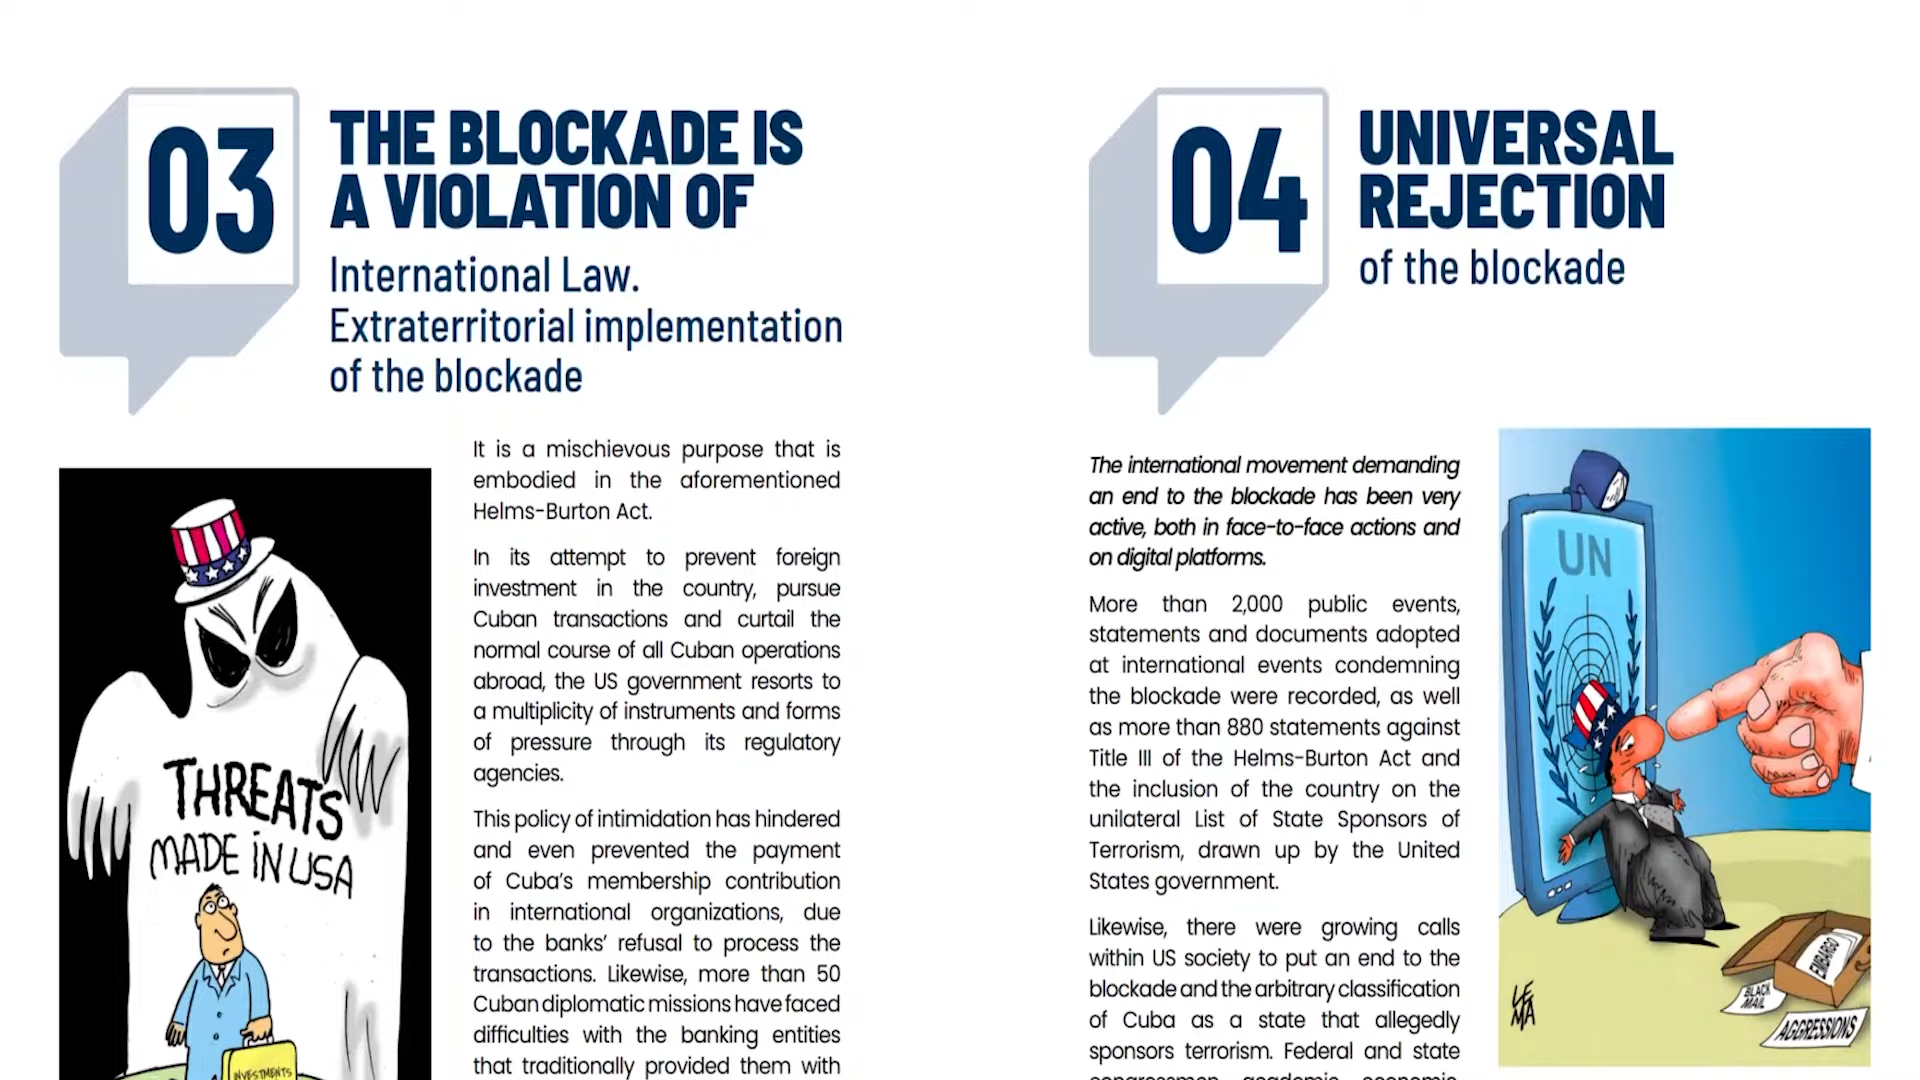 03
THE BLOCKADE IS
A VIOLATION OF
International Law.
Extraterritorial implementation
of the blockade
THREATS
MADE IN USA
INVESTMENTS
It is a mischievous purpose that is
embodied in the aforementioned
Helms-Burton Act.
In its attempt to prevent foreign
investment in the country, pursue
Cuban transactions and curtail the
normal course of all Cuban operations
abroad, the US government resorts to
a multiplicity of instruments and forms
of pressure through its regulatory
agencies.
This policy of intimidation has hindered
and even prevented the payment
of Cuba’s membership contribution
in international organizations, due
to the banks’ refusal to process the
transactions. Likewise, more than 50
Cuban diplomatic missions have faced
difficulties with the banking entities
that traditionally provided them with
04
UNIVERSAL
REJECTION
of the blockade
The international movement demanding
an end to the blockade has been very
active, both in face-to-face actions and
on digital platforms.
More than 2,000 public events,
statements and documents adopted
at international events condemning
the blockade were recorded, as well
as more than 880 statements against
Title III of the Helms-Burton Act and
the inclusion of the country on the
unilateral List of State Sponsors of
Terrorism, drawn up by the United
States government.
Likewise, there were growing calls
within US society to put an end to the
blockade and the arbitrary classification
of Cuba as a state that allegedly
sponsors terrorism. Federal and state
congressmen, academic, economic,
UN
EMBARGO
BLACK
MAIL
AGGRESSIONS
LE
MA